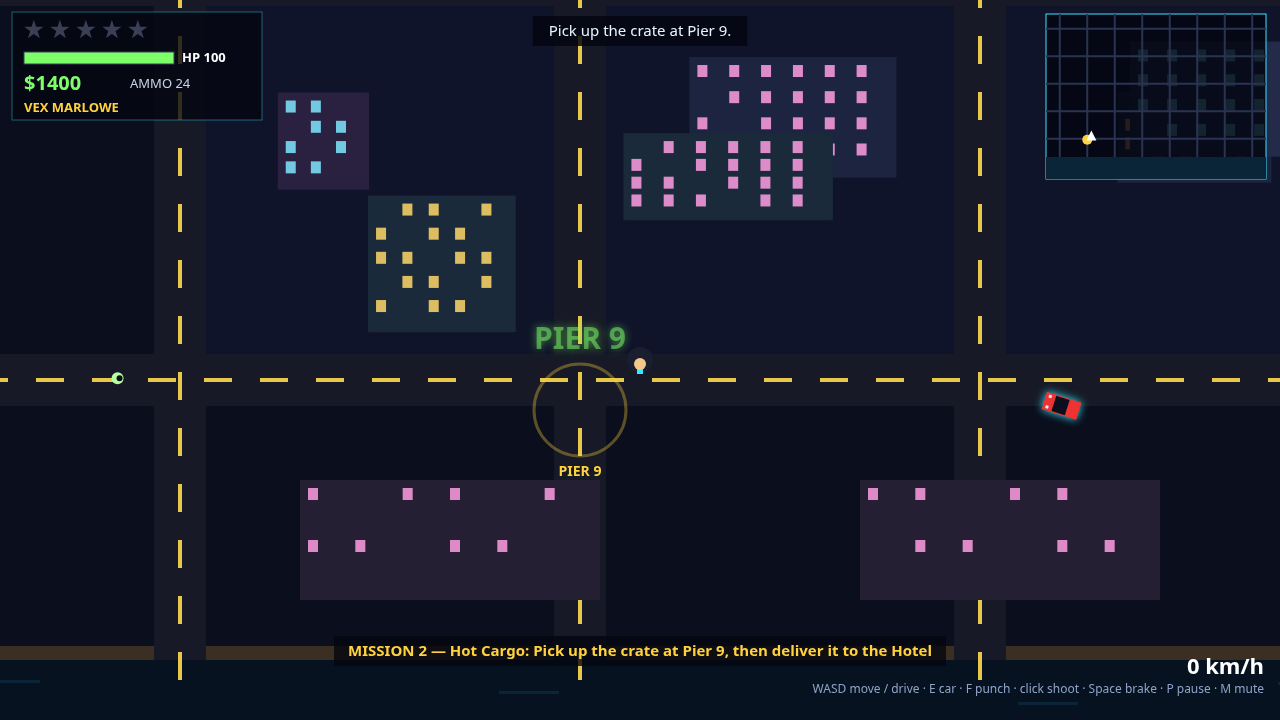 Pick up the crate at Pier 9.
HP 100
$1400
AMMO 24
VEX MARLOWE
PIER 9
PIER 9
MISSION 2 — Hot Cargo: Pick up the crate at Pier 9, then deliver it to the Hotel
0 km/h
WASD move / drive · E car · F punch · click shoot · Space brake · P pause · M mute